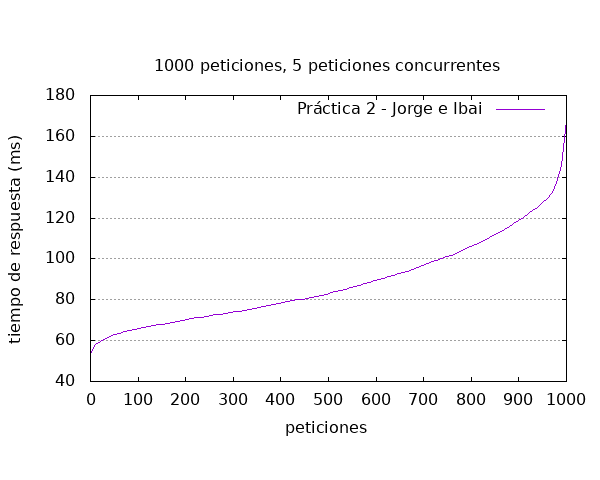 1000 peticiones, 5 peticiones concurrentes
Práctica 2 - Jorge e Ibai
tiempo de respuesta (ms)
180
160
140
120
100
80
60
40
0 100 200 300 400 500 600 700 800 900 1000
peticiones